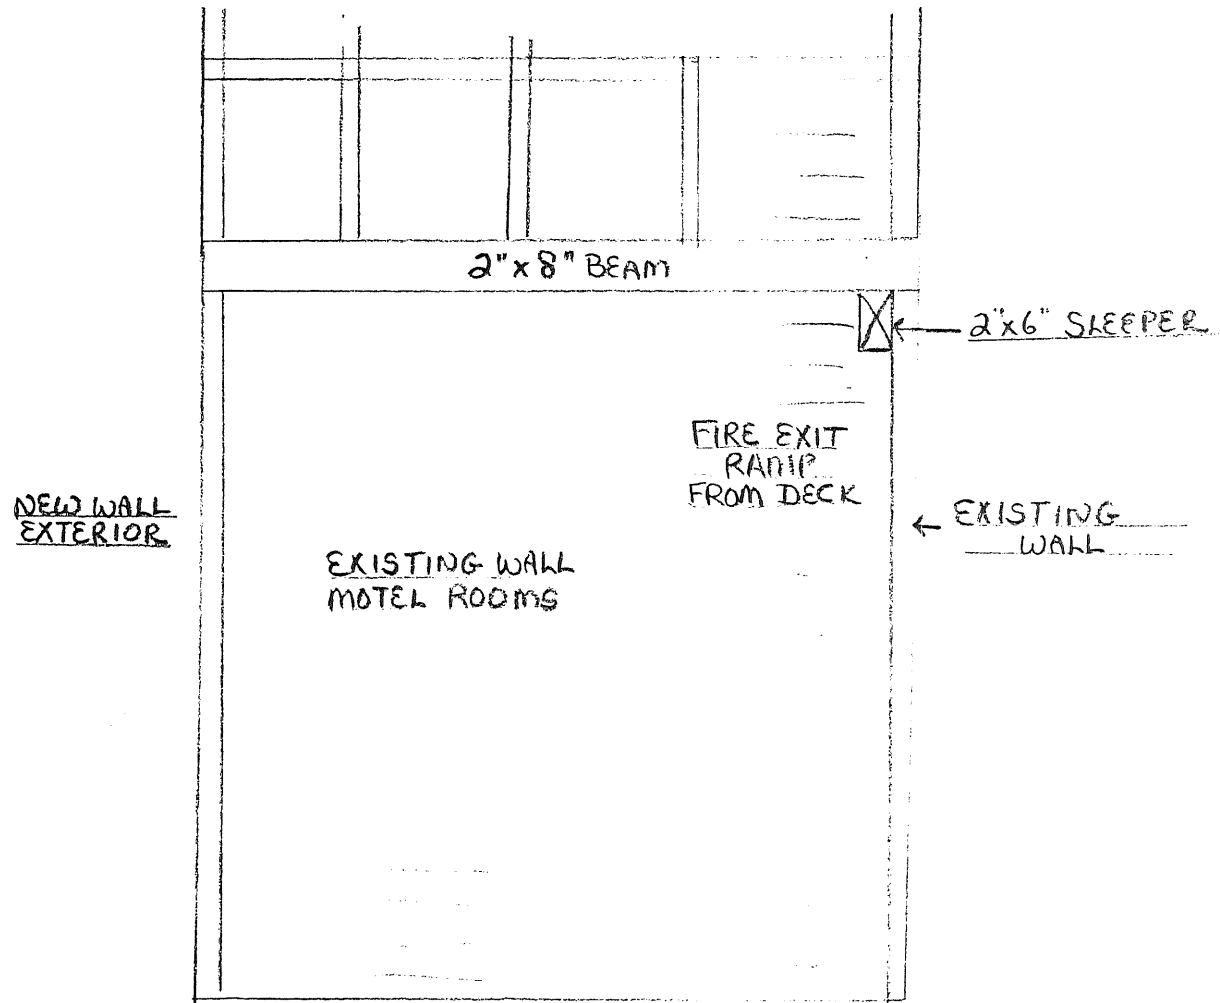 2" x 8" BEAM
2"x6" SLEEPER
FIRE EXIT
RAMP
FROM DECK
NEW WALL
EXTERIOR
EXISTING
WALL
EXISTING WALL
MOTEL ROOMS